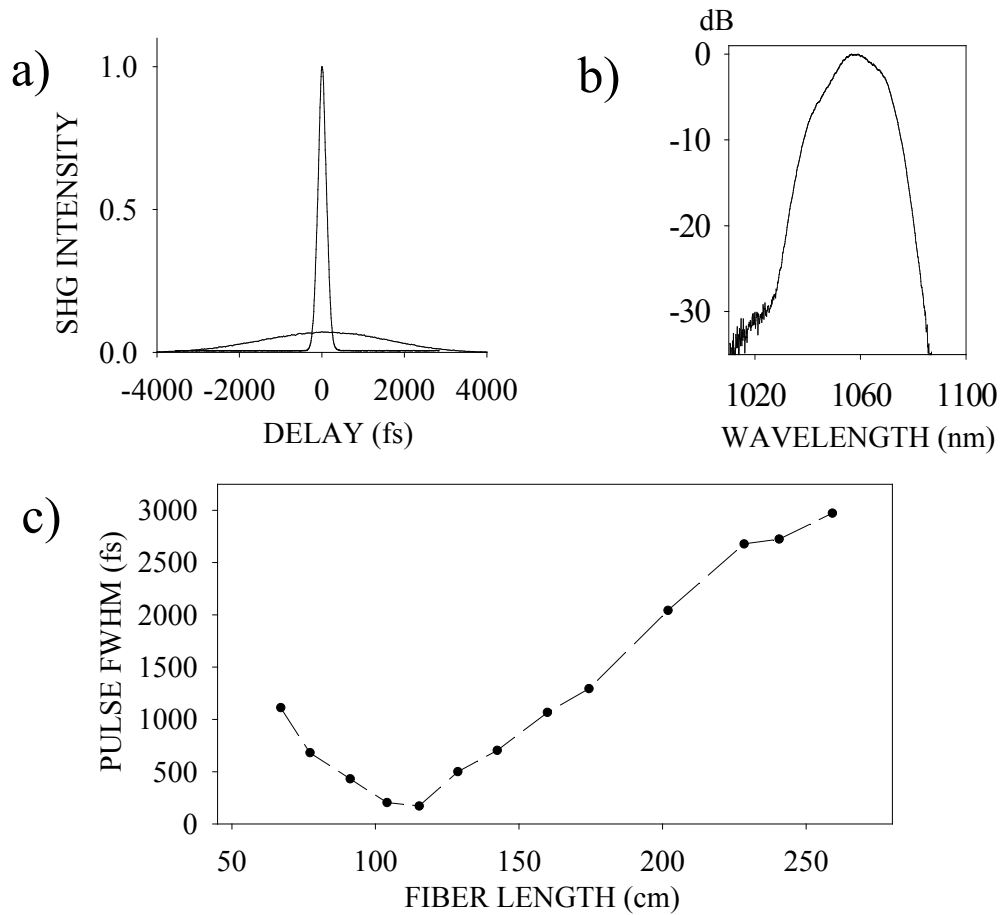 a)
SHG INTENSITY
1.0
0.5
0.0
-4000 -2000 0 2000 4000
DELAY (fs)
b)
dB
0
-10
-20
-30
1020 1060 1100
WAVELENGTH (nm)
c)
PULSE FWHM (fs)
3000
2500
2000
1500
1000
500
0
50 100 150 200 250
FIBER LENGTH (cm)